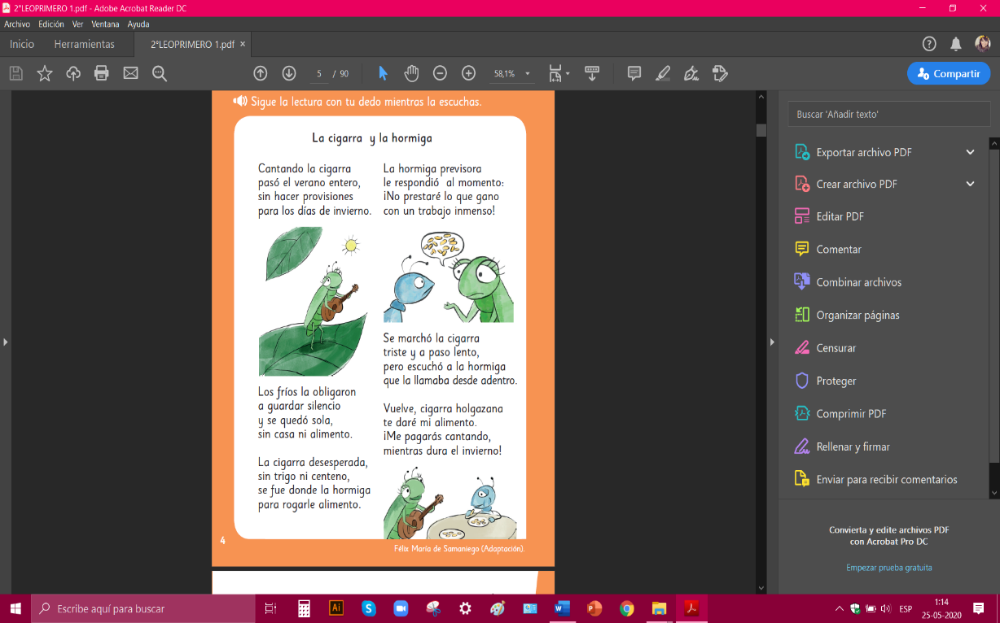 2°LEOPRIMERO 1.pdf - Adobe Acrobat Reader DC
Archivo Edición Ver Ventana Ayuda
Inicio Herramientas 2°LEOPRIMERO 1.pdf ×
5 / 90 58,1% Compartir
Sigue la lectura con tu dedo mientras la escuchas.
La cigarra y la hormiga
Cantando la cigarra
pasó el verano entero,
sin hacer provisiones
para los días de invierno.
Los fríos la obligaron
a guardar silencio
y se quedó sola,
sin casa ni alimento.
La cigarra desesperada,
sin trigo ni centeno,
se fue donde la hormiga
para rogarle alimento.
La hormiga previsora
le respondió al momento:
¡No prestaré lo que gano
con un trabajo inmenso!
Se marchó la cigarra
triste y a paso lento,
pero escuchó a la hormiga
que la llamaba desde adentro.
Vuelve, cigarra holgazana
te daré mi alimento.
¡Me pagarás cantando,
mientras dura el invierno!
4
Félix María de Samaniego (Adaptación).
Buscar 'Añadir texto'
Exportar archivo PDF
Crear archivo PDF
Editar PDF
Comentar
Combinar archivos
Organizar páginas
Censurar
Proteger
Comprimir PDF
Rellenar y firmar
Enviar para recibir comentarios
Convierta y edite archivos PDF
con Acrobat Pro DC
Empezar prueba gratuita
Escribe aquí para buscar
Ai
ESP
1:14
25-05-2020